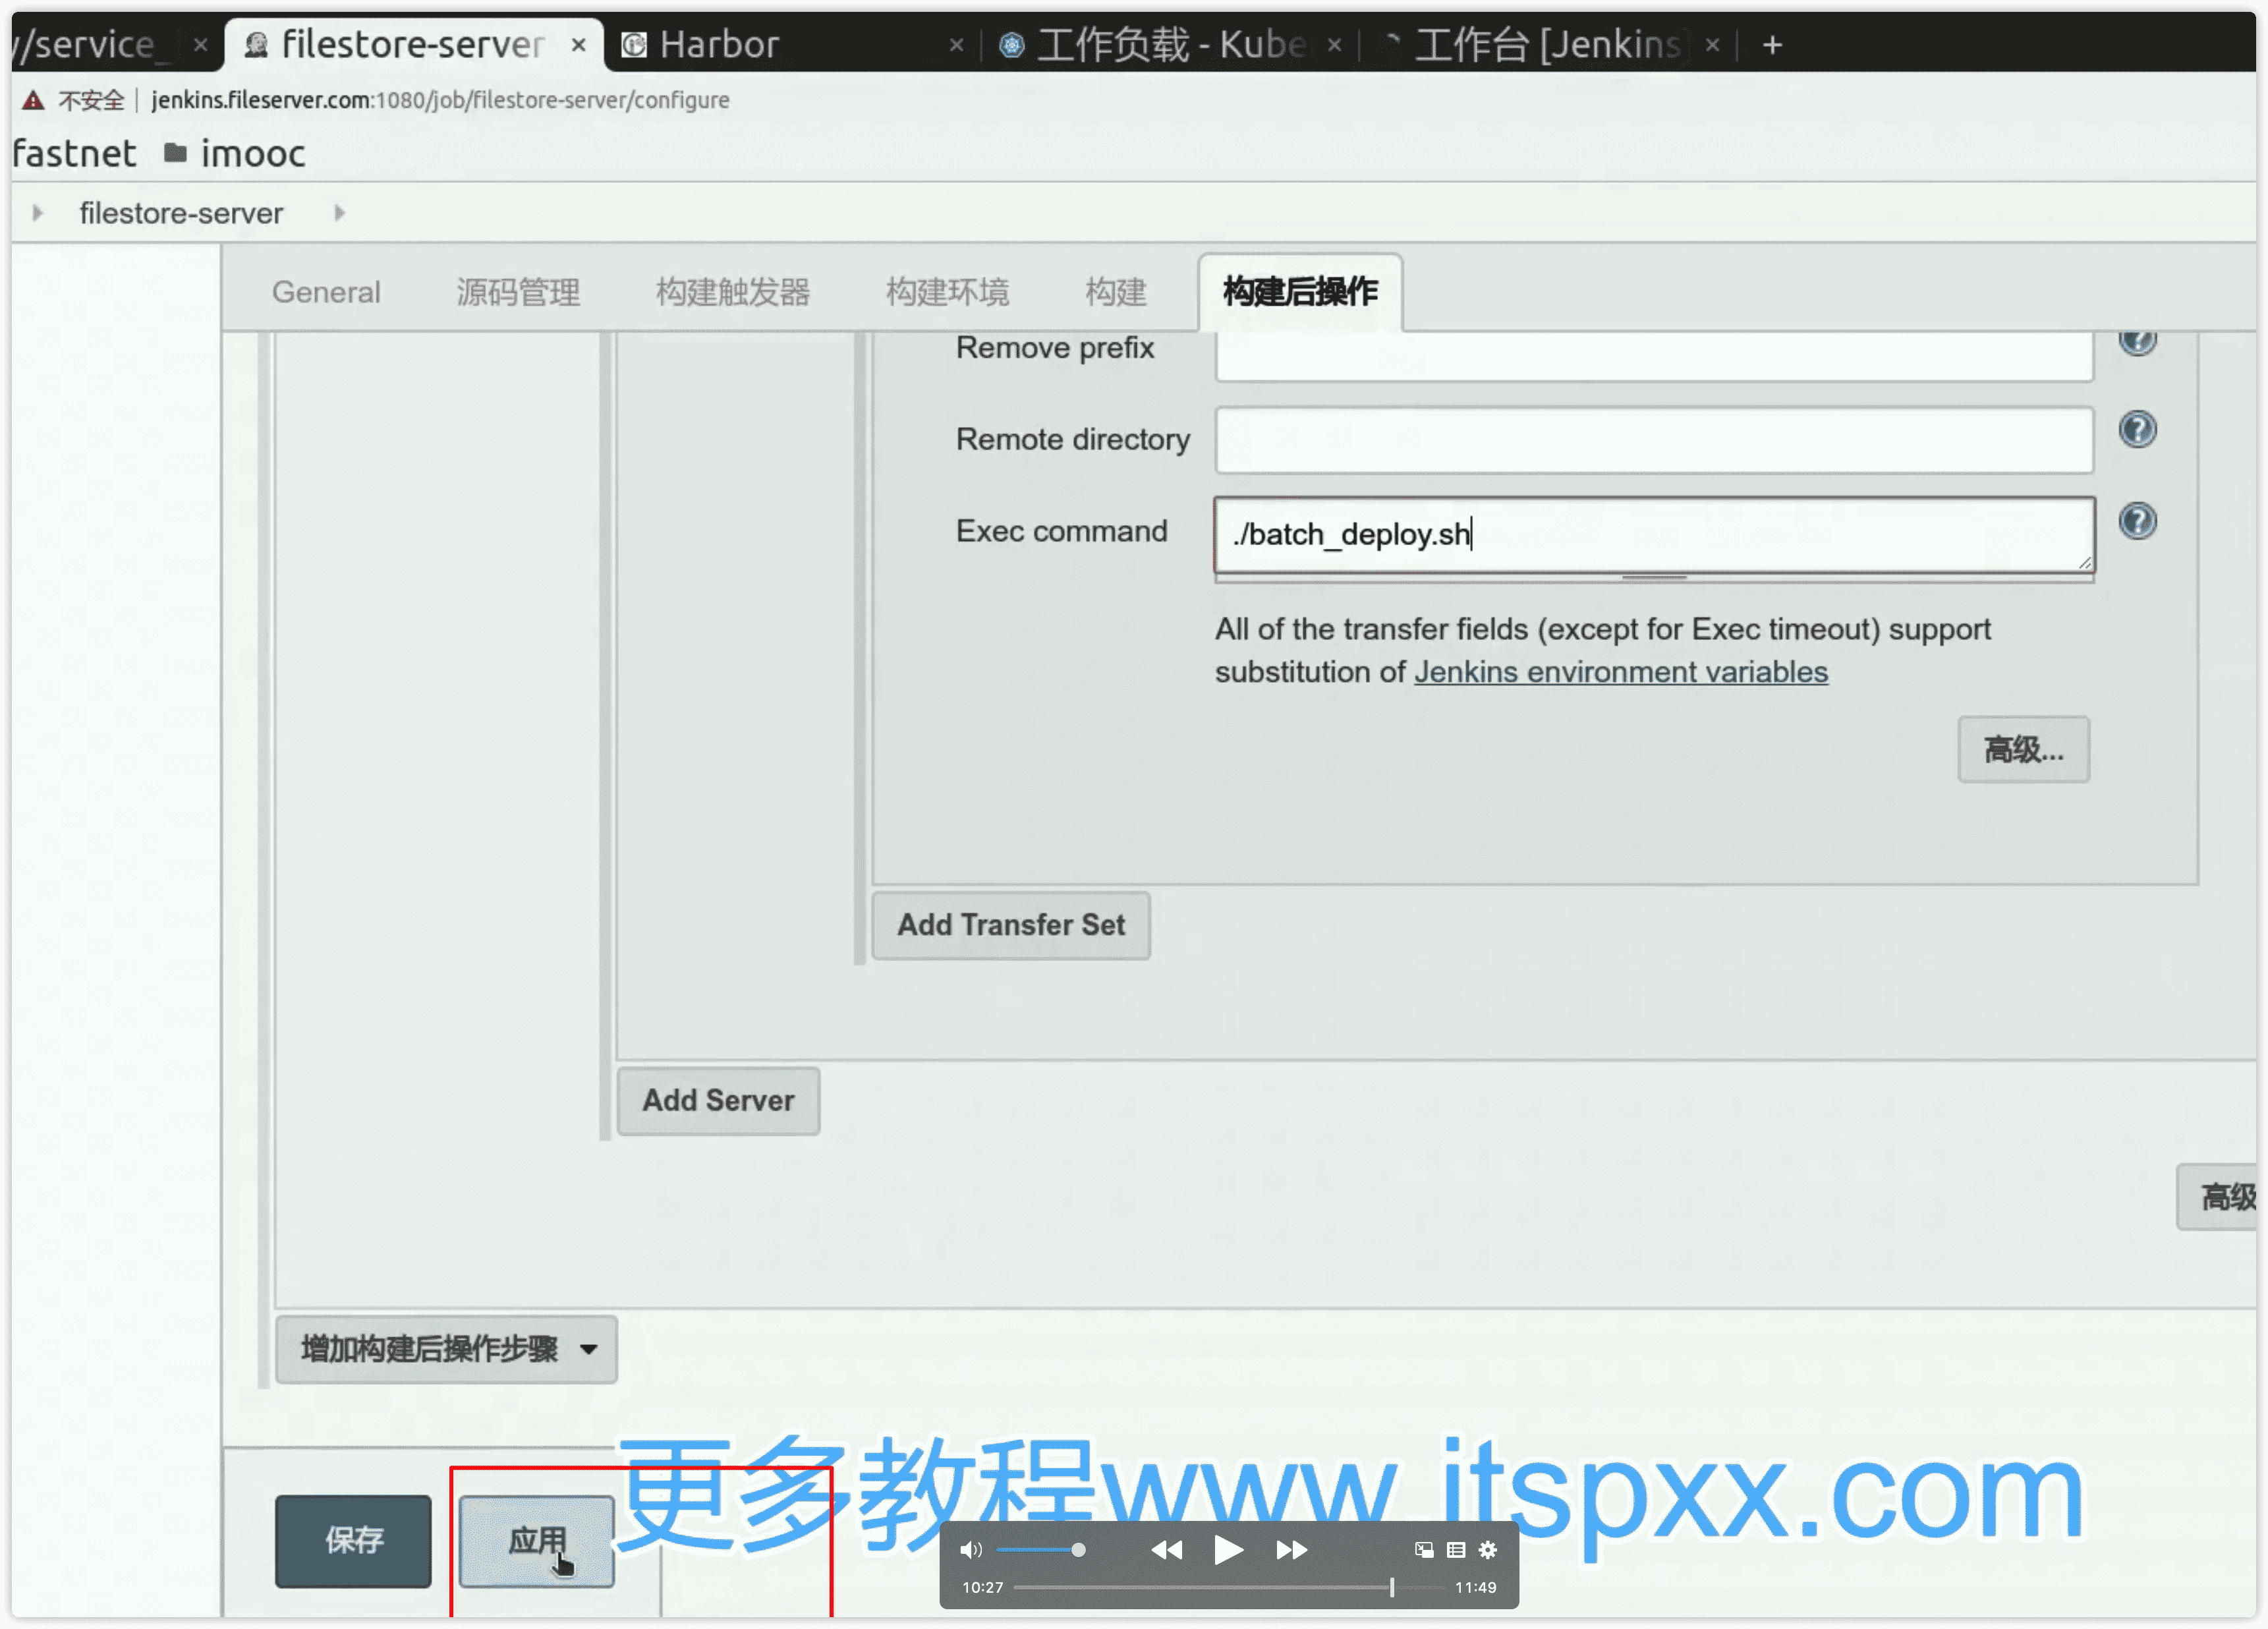 /service_
filestore-server
Harbor
工作负载 - Kube
工作台 [Jenkins]
不安全
jenkins.fileserver.com:1080/job/filestore-server/configure
fastnet
imooc
filestore-server
General
源码管理
构建触发器
构建环境
构建
构建后操作
Remove prefix
Remote directory
Exec command
./batch_deploy.sh
All of the transfer fields (except for Exec timeout) support
substitution of Jenkins environment variables
高级...
Add Transfer Set
Add Server
高级
增加构建后操作步骤
更多教程www.itspxx.com
保存
应用
10:27
11:49